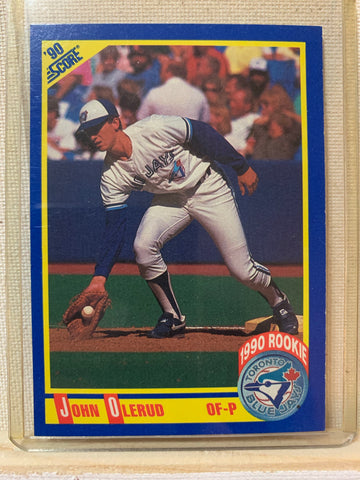 '90
SCORE
JAYS
1990 ROOKIE
TORONTO
BLUE JAYS
JOHN OLERUD
OF-P